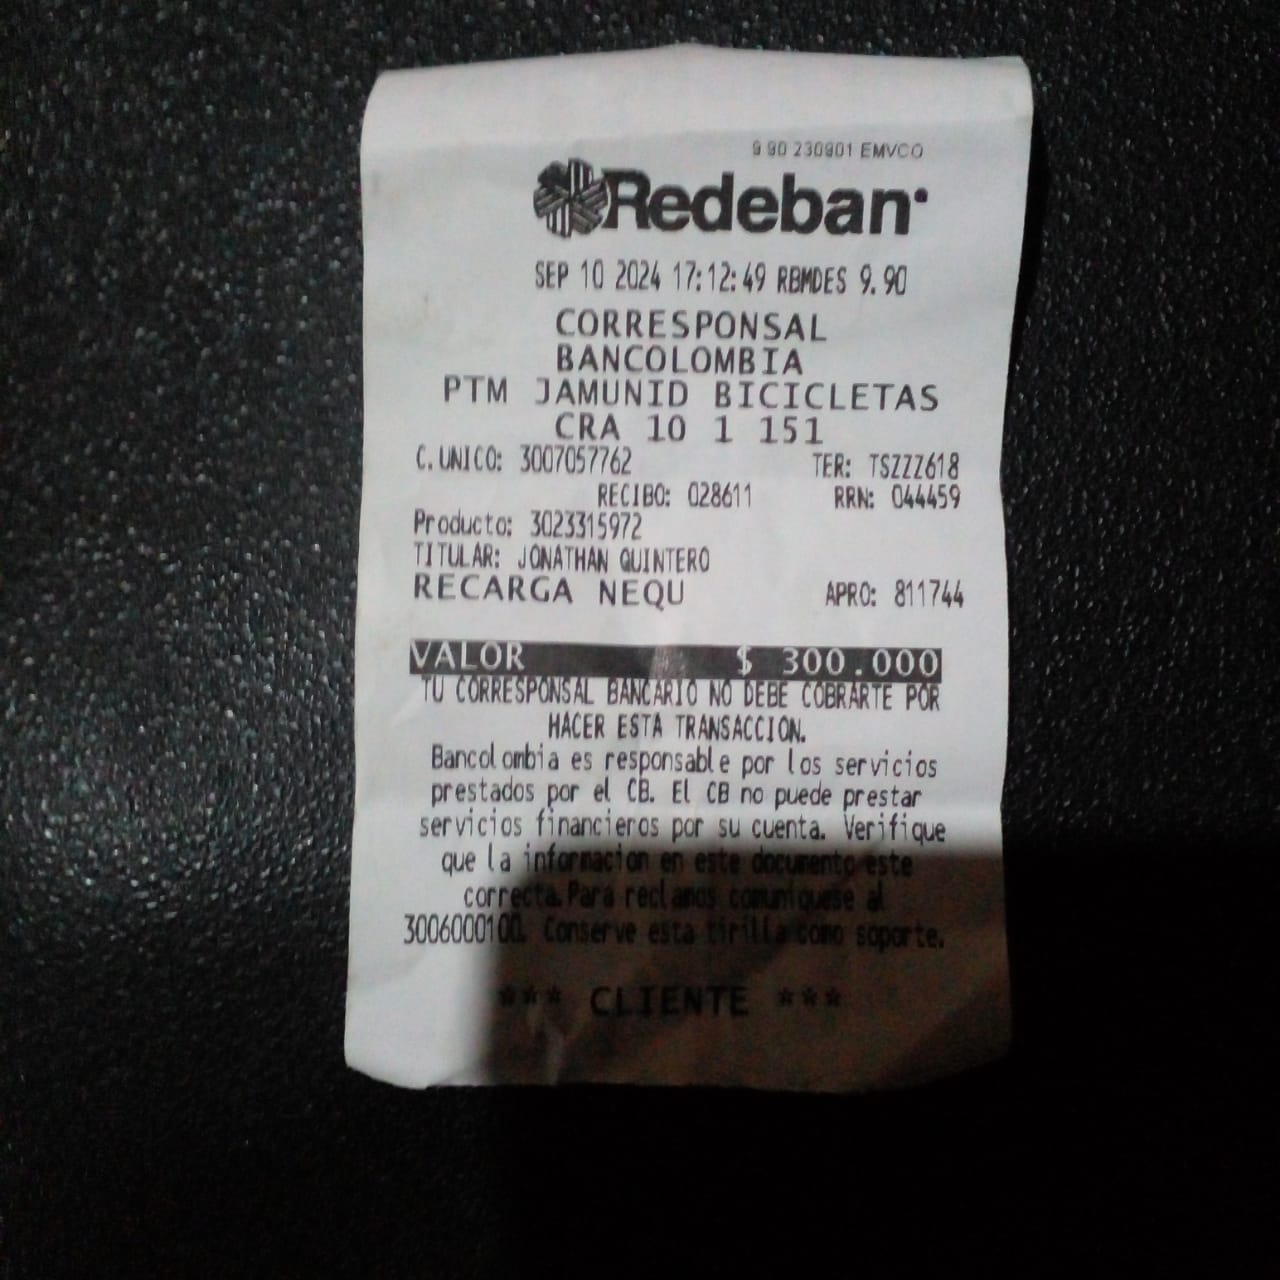 9 90 230901 EMVCO
Redeban
SEP 10 2024 17:12:49 RBMDES 9.90
CORRESPONSAL
BANCOLOMBIA
PTM JAMUNID BICICLETAS
CRA 10 1 151
C.UNICO: 3007057762 TER: TSZZZ618
RECIBO: 028611 RRN: 044459
Producto: 3023315972
TITULAR: JONATHAN QUINTERO
RECARGA NEQU APRO: 811744
VALOR $ 300.000
TU CORRESPONSAL BANCARIO NO DEBE COBRARTE POR
HACER ESTA TRANSACCION.
Bancolombia es responsable por los servicios
prestados por el CB. El CB no puede prestar
servicios financieros por su cuenta. Verifique
que la informacion en este documento este
correcta.Para reclamos comuniquese al
3006000100. Conserve esta tirilla como soporte.
*** CLIENTE ***